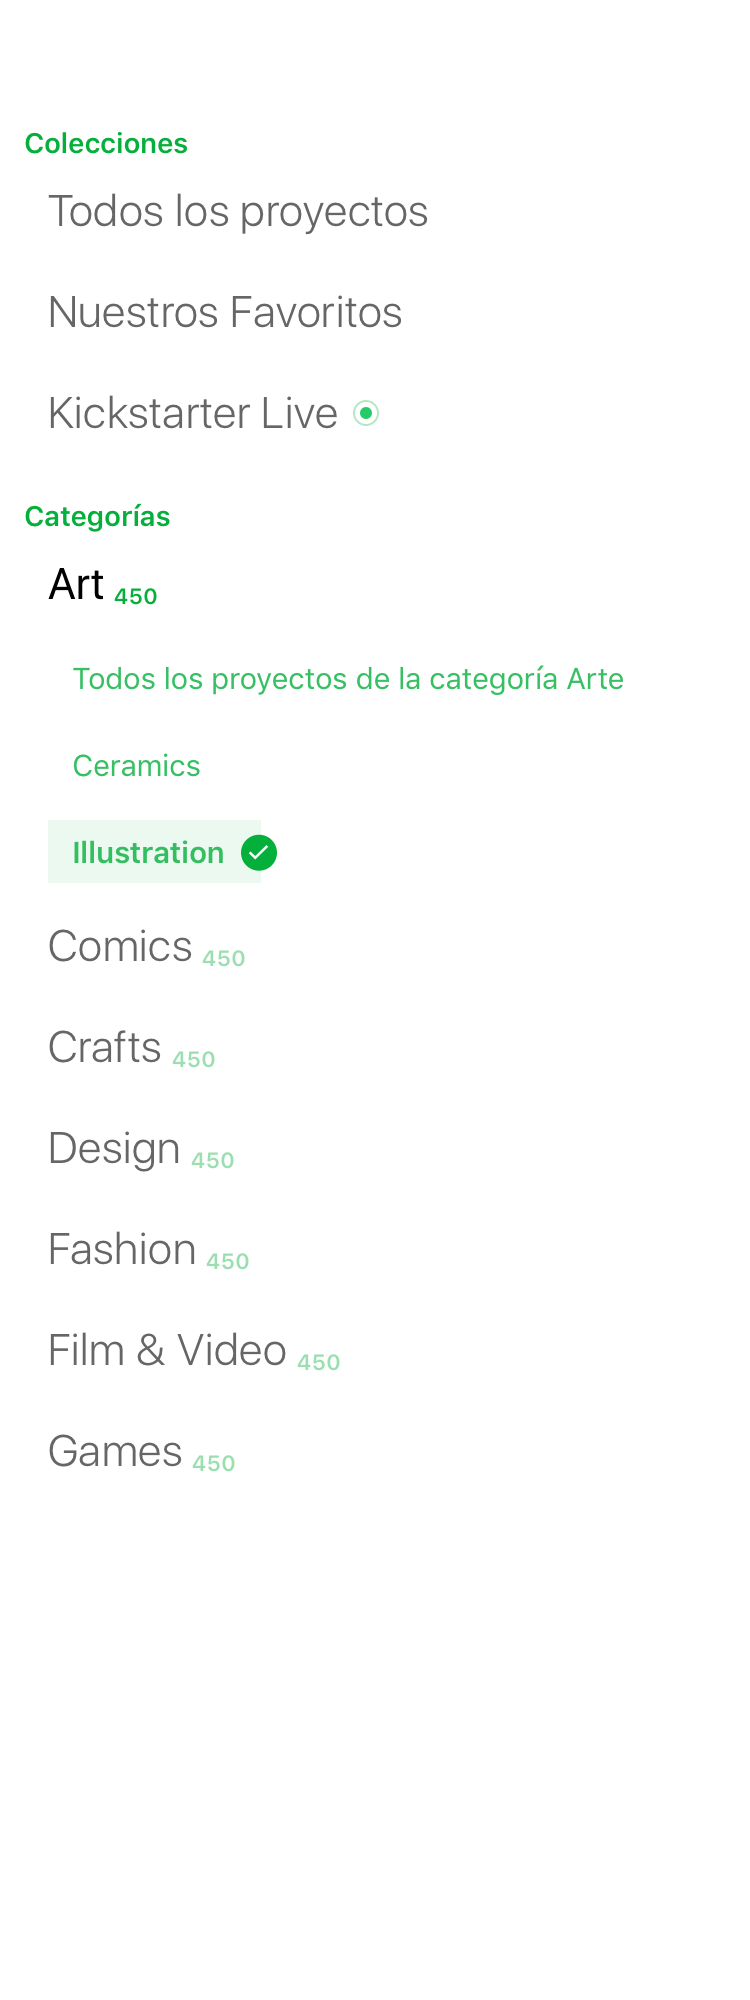 Colecciones
Todos los proyectos
Nuestros Favoritos
Kickstarter Live
Categorías
Art 450
Todos los proyectos de la categoría Arte
Ceramics
Illustration
Comics 450
Crafts 450
Design 450
Fashion 450
Film & Video 450
Games 450